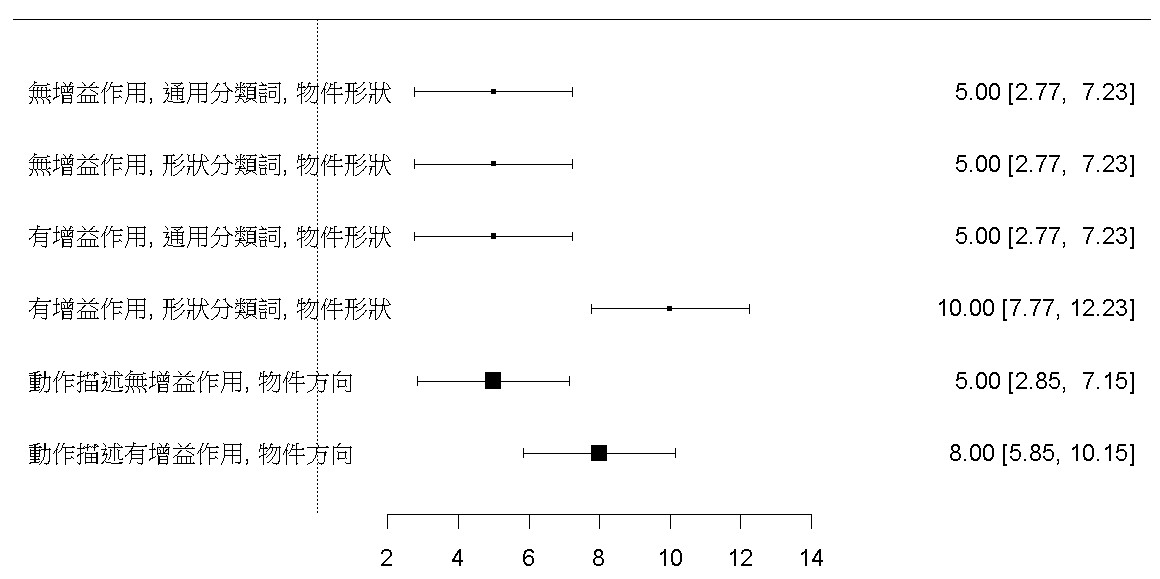 無增益作用, 通用分類詞, 物件形狀 5.00 [2.77, 7.23]
無增益作用, 形狀分類詞, 物件形狀 5.00 [2.77, 7.23]
有增益作用, 通用分類詞, 物件形狀 5.00 [2.77, 7.23]
有增益作用, 形狀分類詞, 物件形狀 10.00 [7.77, 12.23]
動作描述無增益作用, 物件方向 5.00 [2.85, 7.15]
動作描述有增益作用, 物件方向 8.00 [5.85, 10.15]
2 4 6 8 10 12 14